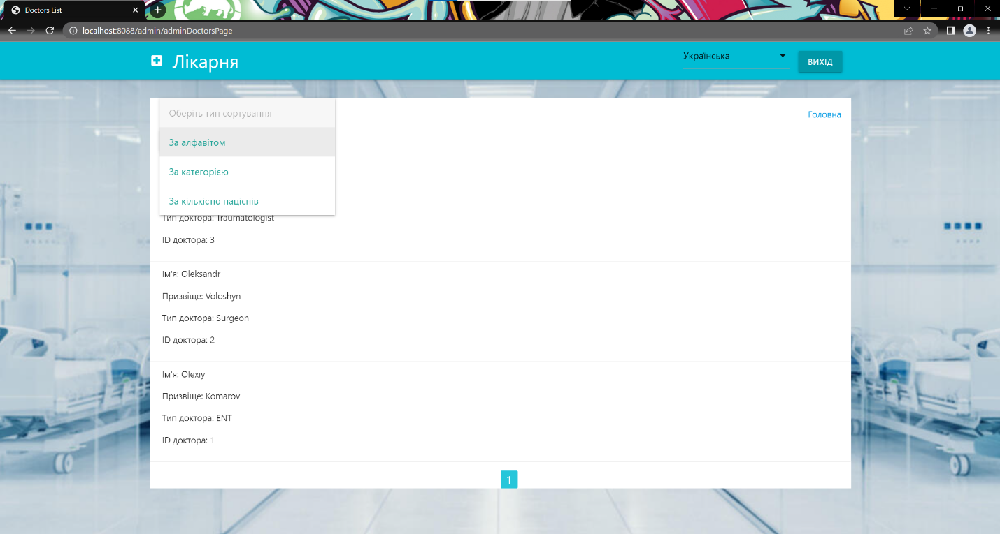 Doctors List
localhost:8088/admin/adminDoctorsPage
Лікарня
Українська
ВИХІД
Оберіть тип сортування
Головна
За алфавітом
За категорією
За кількістю пацієнів
Тип доктора: Traumatologist
ID доктора: 3
Ім'я: Oleksandr
Призвіще: Voloshyn
Тип доктора: Surgeon
ID доктора: 2
Ім'я: Olexiy
Призвіще: Komarov
Тип доктора: ENT
ID доктора: 1
1